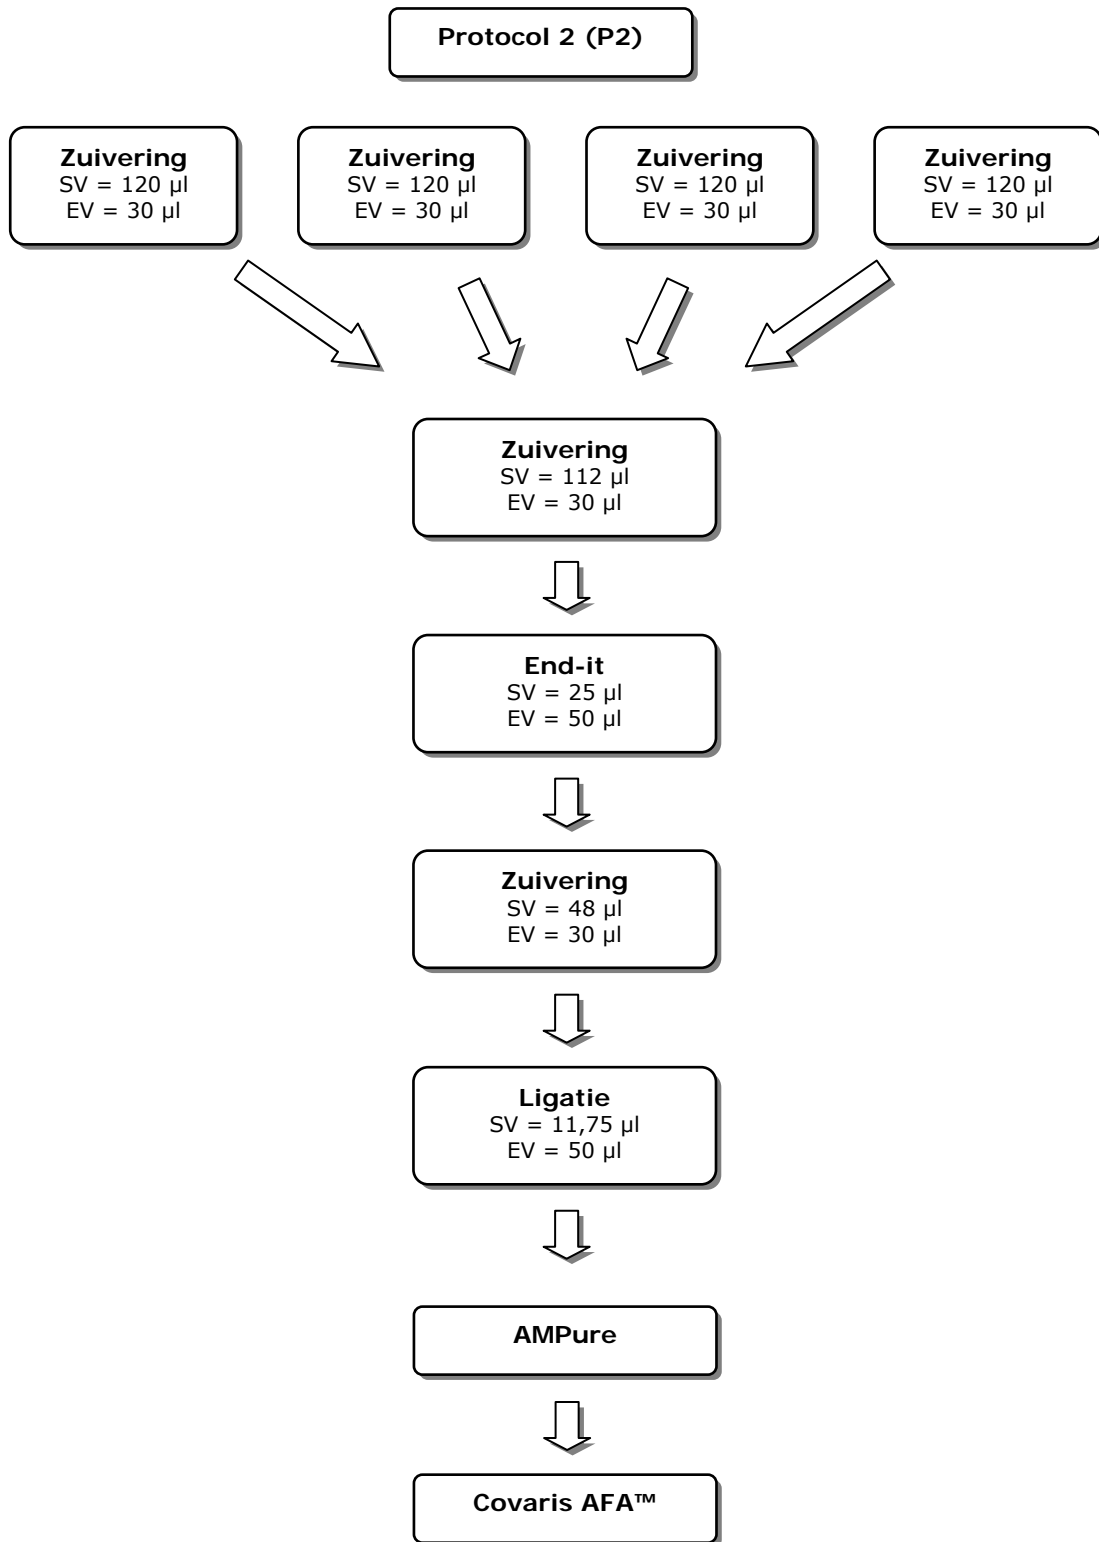 Protocol 2 (P2)
Zuivering
SV = 120 µl
EV = 30 µl
Zuivering
SV = 120 µl
EV = 30 µl
Zuivering
SV = 120 µl
EV = 30 µl
Zuivering
SV = 120 µl
EV = 30 µl
Zuivering
SV = 112 µl
EV = 30 µl
End-it
SV = 25 µl
EV = 50 µl
Zuivering
SV = 48 µl
EV = 30 µl
Ligatie
SV = 11,75 µl
EV = 50 µl
AMPure
Covaris AFA™